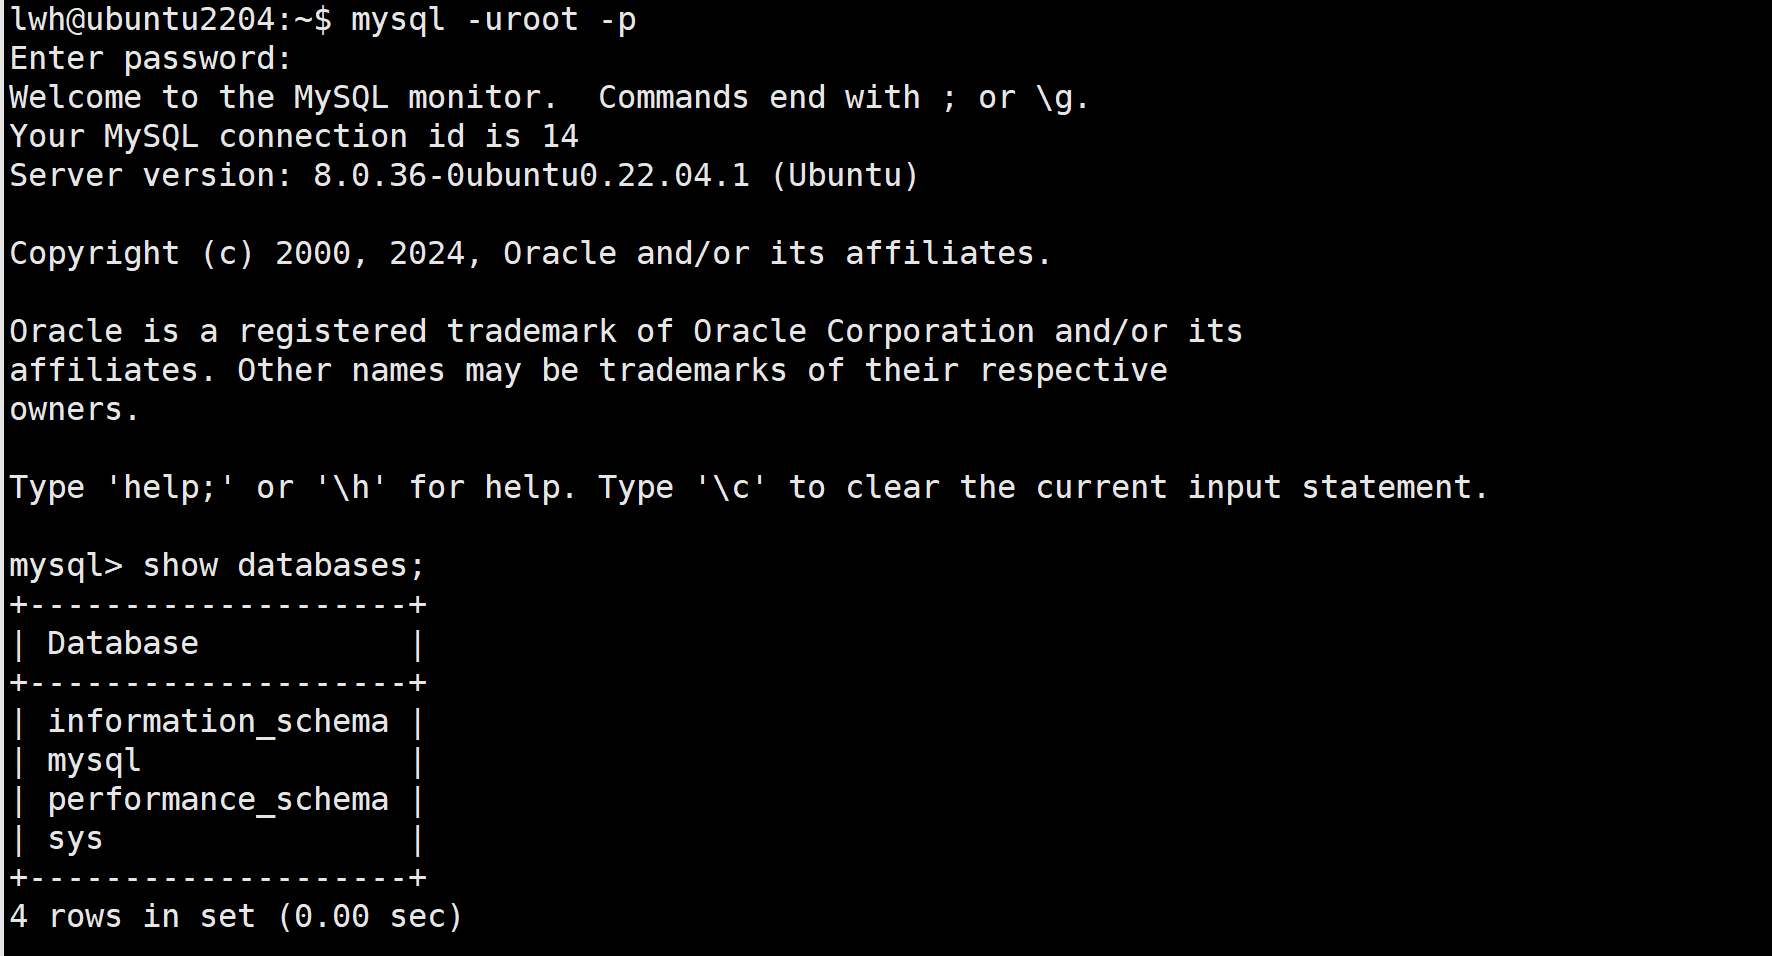 lwh@ubuntu2204:~$ mysql -uroot -p
Enter password:
Welcome to the MySQL monitor.  Commands end with ; or \g.
Your MySQL connection id is 14
Server version: 8.0.36-0ubuntu0.22.04.1 (Ubuntu)

Copyright (c) 2000, 2024, Oracle and/or its affiliates.

Oracle is a registered trademark of Oracle Corporation and/or its
affiliates. Other names may be trademarks of their respective
owners.

Type 'help;' or '\h' for help. Type '\c' to clear the current input statement.

mysql> show databases;
+--------------------+
| Database           |
+--------------------+
| information_schema |
| mysql              |
| performance_schema |
| sys                |
+--------------------+
4 rows in set (0.00 sec)